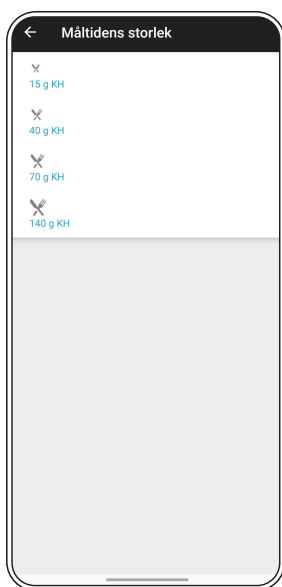 Måltidens storlek
15 g KH
40 g KH
70 g KH
140 g KH